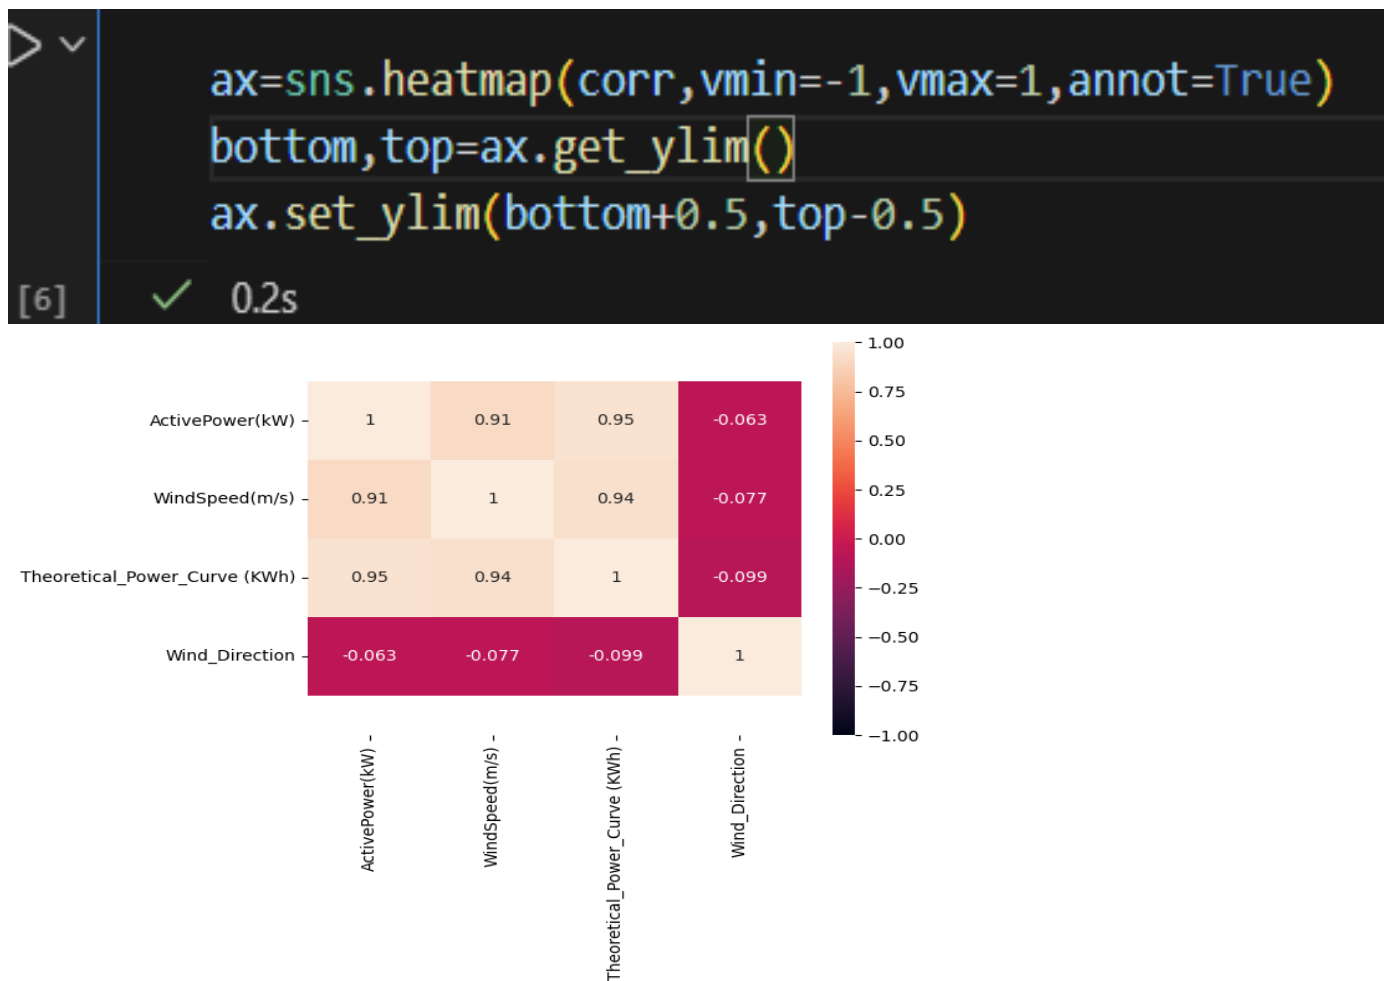 ax=sns.heatmap(corr,vmin=-1,vmax=1,annot=True)
bottom,top=ax.get_ylim()
ax.set_ylim(bottom+0.5,top-0.5)
[6] 0.2s
1.00
ActivePower(kW) 1 0.91 0.95 -0.063
0.75
0.50
WindSpeed(m/s) 0.91 1 0.94 -0.077
0.25
0.00
Theoretical_Power_Curve (KWh) 0.95 0.94 1 -0.099
−0.25
−0.50
Wind_Direction -0.063 -0.077 -0.099 1
−0.75
−1.00
ActivePower(kW)
WindSpeed(m/s)
Theoretical_Power_Curve (KWh)
Wind_Direction